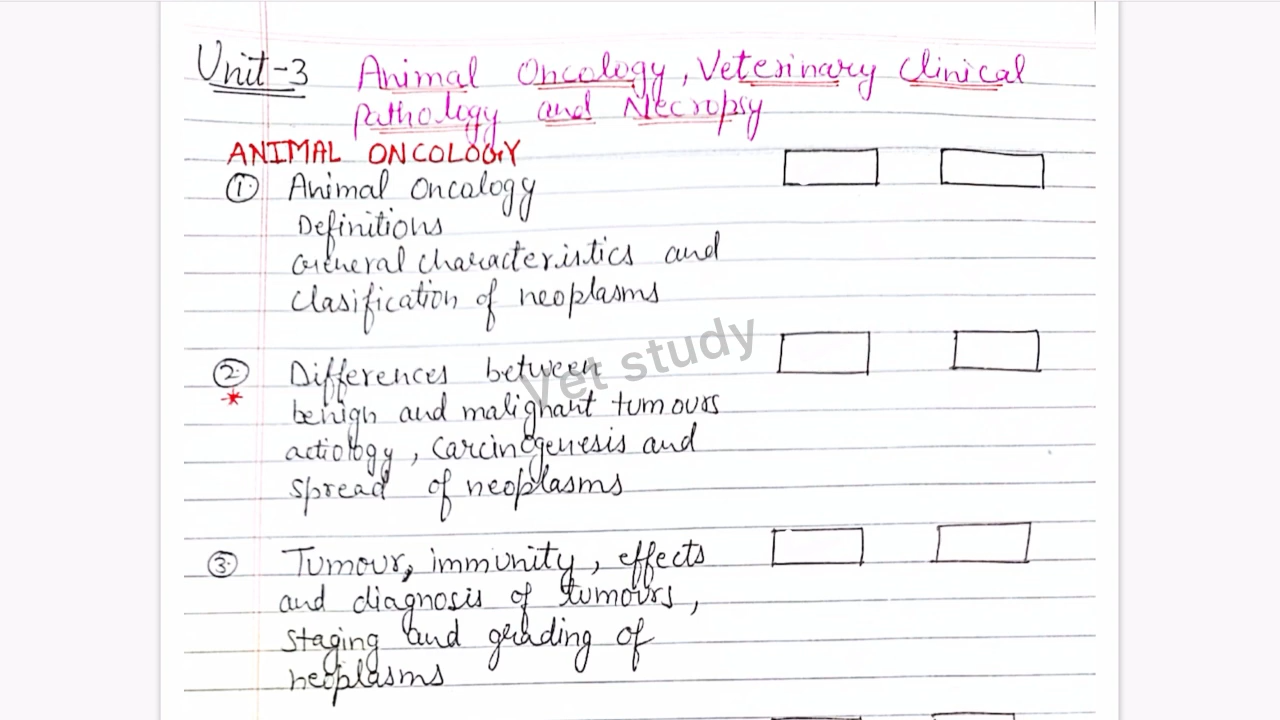 Unit-3 Animal Oncology, Veterinary Clinical
Pathology and Necropsy
ANIMAL ONCOLOGY
1. Animal Oncology
Definitions
General characteristics and
Clasification of neoplasms
2. Differences between
* benign and malignant tumours
aetiology, carcinogenesis and
spread of neoplasms
3. Tumour, immunity, effects
and diagnosis of tumours,
staging and grading of
neoplasms
Vet study